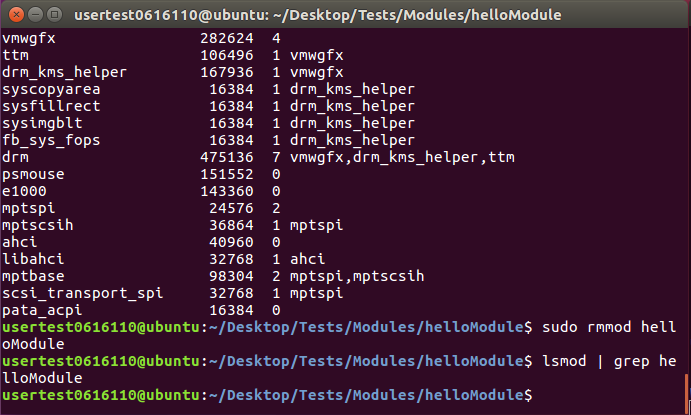 usertest0616110@ubuntu: ~/Desktop/Tests/Modules/helloModule
vmwgfx 282624 4
ttm 106496 1 vmwgfx
drm_kms_helper 167936 1 vmwgfx
syscopyarea 16384 1 drm_kms_helper
sysfillrect 16384 1 drm_kms_helper
sysimgblt 16384 1 drm_kms_helper
fb_sys_fops 16384 1 drm_kms_helper
drm 475136 7 vmwgfx,drm_kms_helper,ttm
psmouse 151552 0
e1000 143360 0
mptspi 24576 2
mptscsih 36864 1 mptspi
ahci 40960 0
libahci 32768 1 ahci
mptbase 98304 2 mptspi,mptscsih
scsi_transport_spi 32768 1 mptspi
pata_acpi 16384 0
usertest0616110@ubuntu:~/Desktop/Tests/Modules/helloModule$ sudo rmmod hell
oModule
usertest0616110@ubuntu:~/Desktop/Tests/Modules/helloModule$ lsmod | grep he
lloModule
usertest0616110@ubuntu:~/Desktop/Tests/Modules/helloModule$